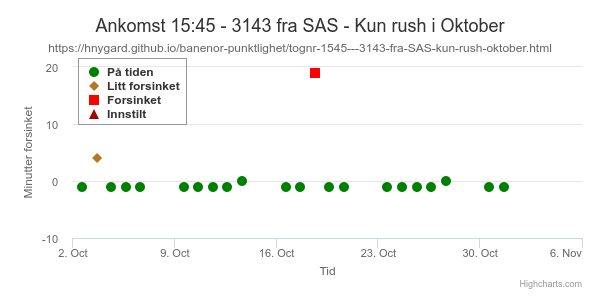 Ankomst 15:45 - 3143 fra SAS - Kun rush i Oktober
https://hnygard.github.io/banenor-punktlighet/tognr-1545---3143-fra-SAS-kun-rush-oktober.html
På tiden
Litt forsinket
Forsinket
Innstilt
Minutter forsinket
20
10
0
-10
2. Oct 9. Oct 16. Oct 23. Oct 30. Oct 6. Nov
Tid
Highcharts.com